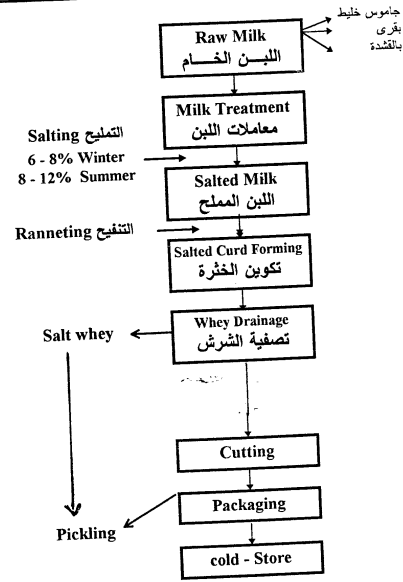 جاموس خليط
بقرى
بالقشدة
Raw Milk
اللبـــن الخــــام
Milk Treatment
معاملات اللبن
Salting التمليح
6 - 8% Winter
8 - 12% Summer
Salted Milk
اللبن المملح
Ranneting التنفيح
Salted Curd Forming
تكوين الخثرة
Whey Drainage
تصفية الشرش
Salt whey
Cutting
Packaging
Pickling
cold - Store